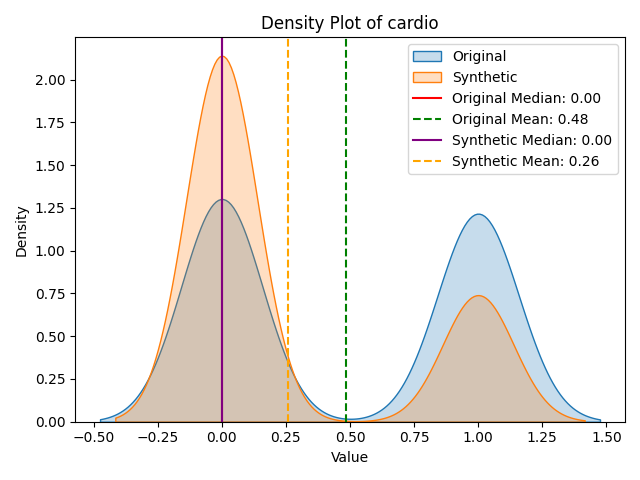 Density Plot of cardio
Original
Synthetic
Original Median: 0.00
Original Mean: 0.48
Synthetic Median: 0.00
Synthetic Mean: 0.26
Density
2.00
1.75
1.50
1.25
1.00
0.75
0.50
0.25
0.00
−0.50
−0.25
0.00
0.25
0.50
0.75
1.00
1.25
1.50
Value